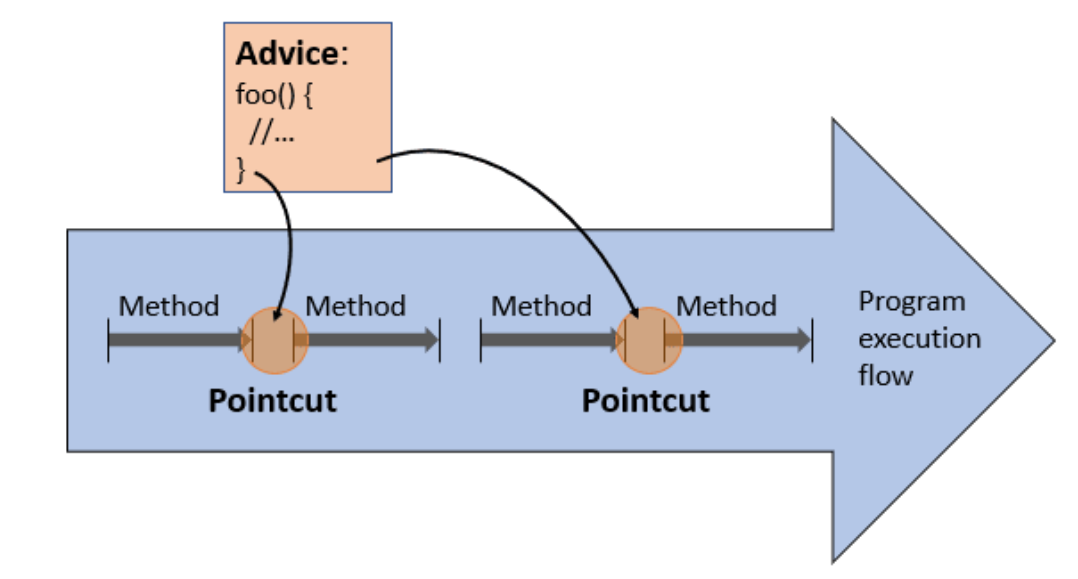 Advice:
foo() {
//...
}
Method
Method
Method
Method
Pointcut
Pointcut
Program
execution
flow